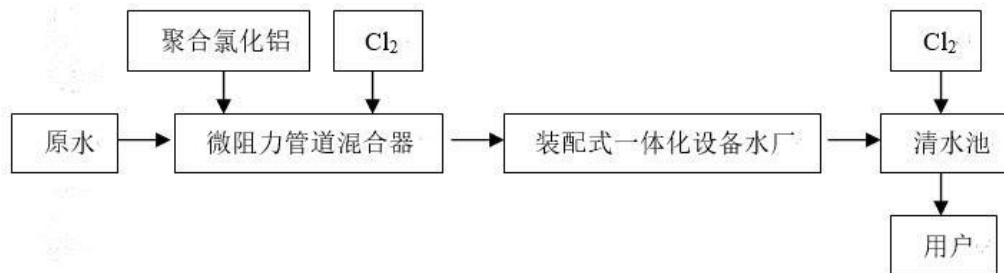 聚合氯化铝
Cl₂
Cl₂
原水
微阻力管道混合器
装配式一体化设备水厂
清水池
用户